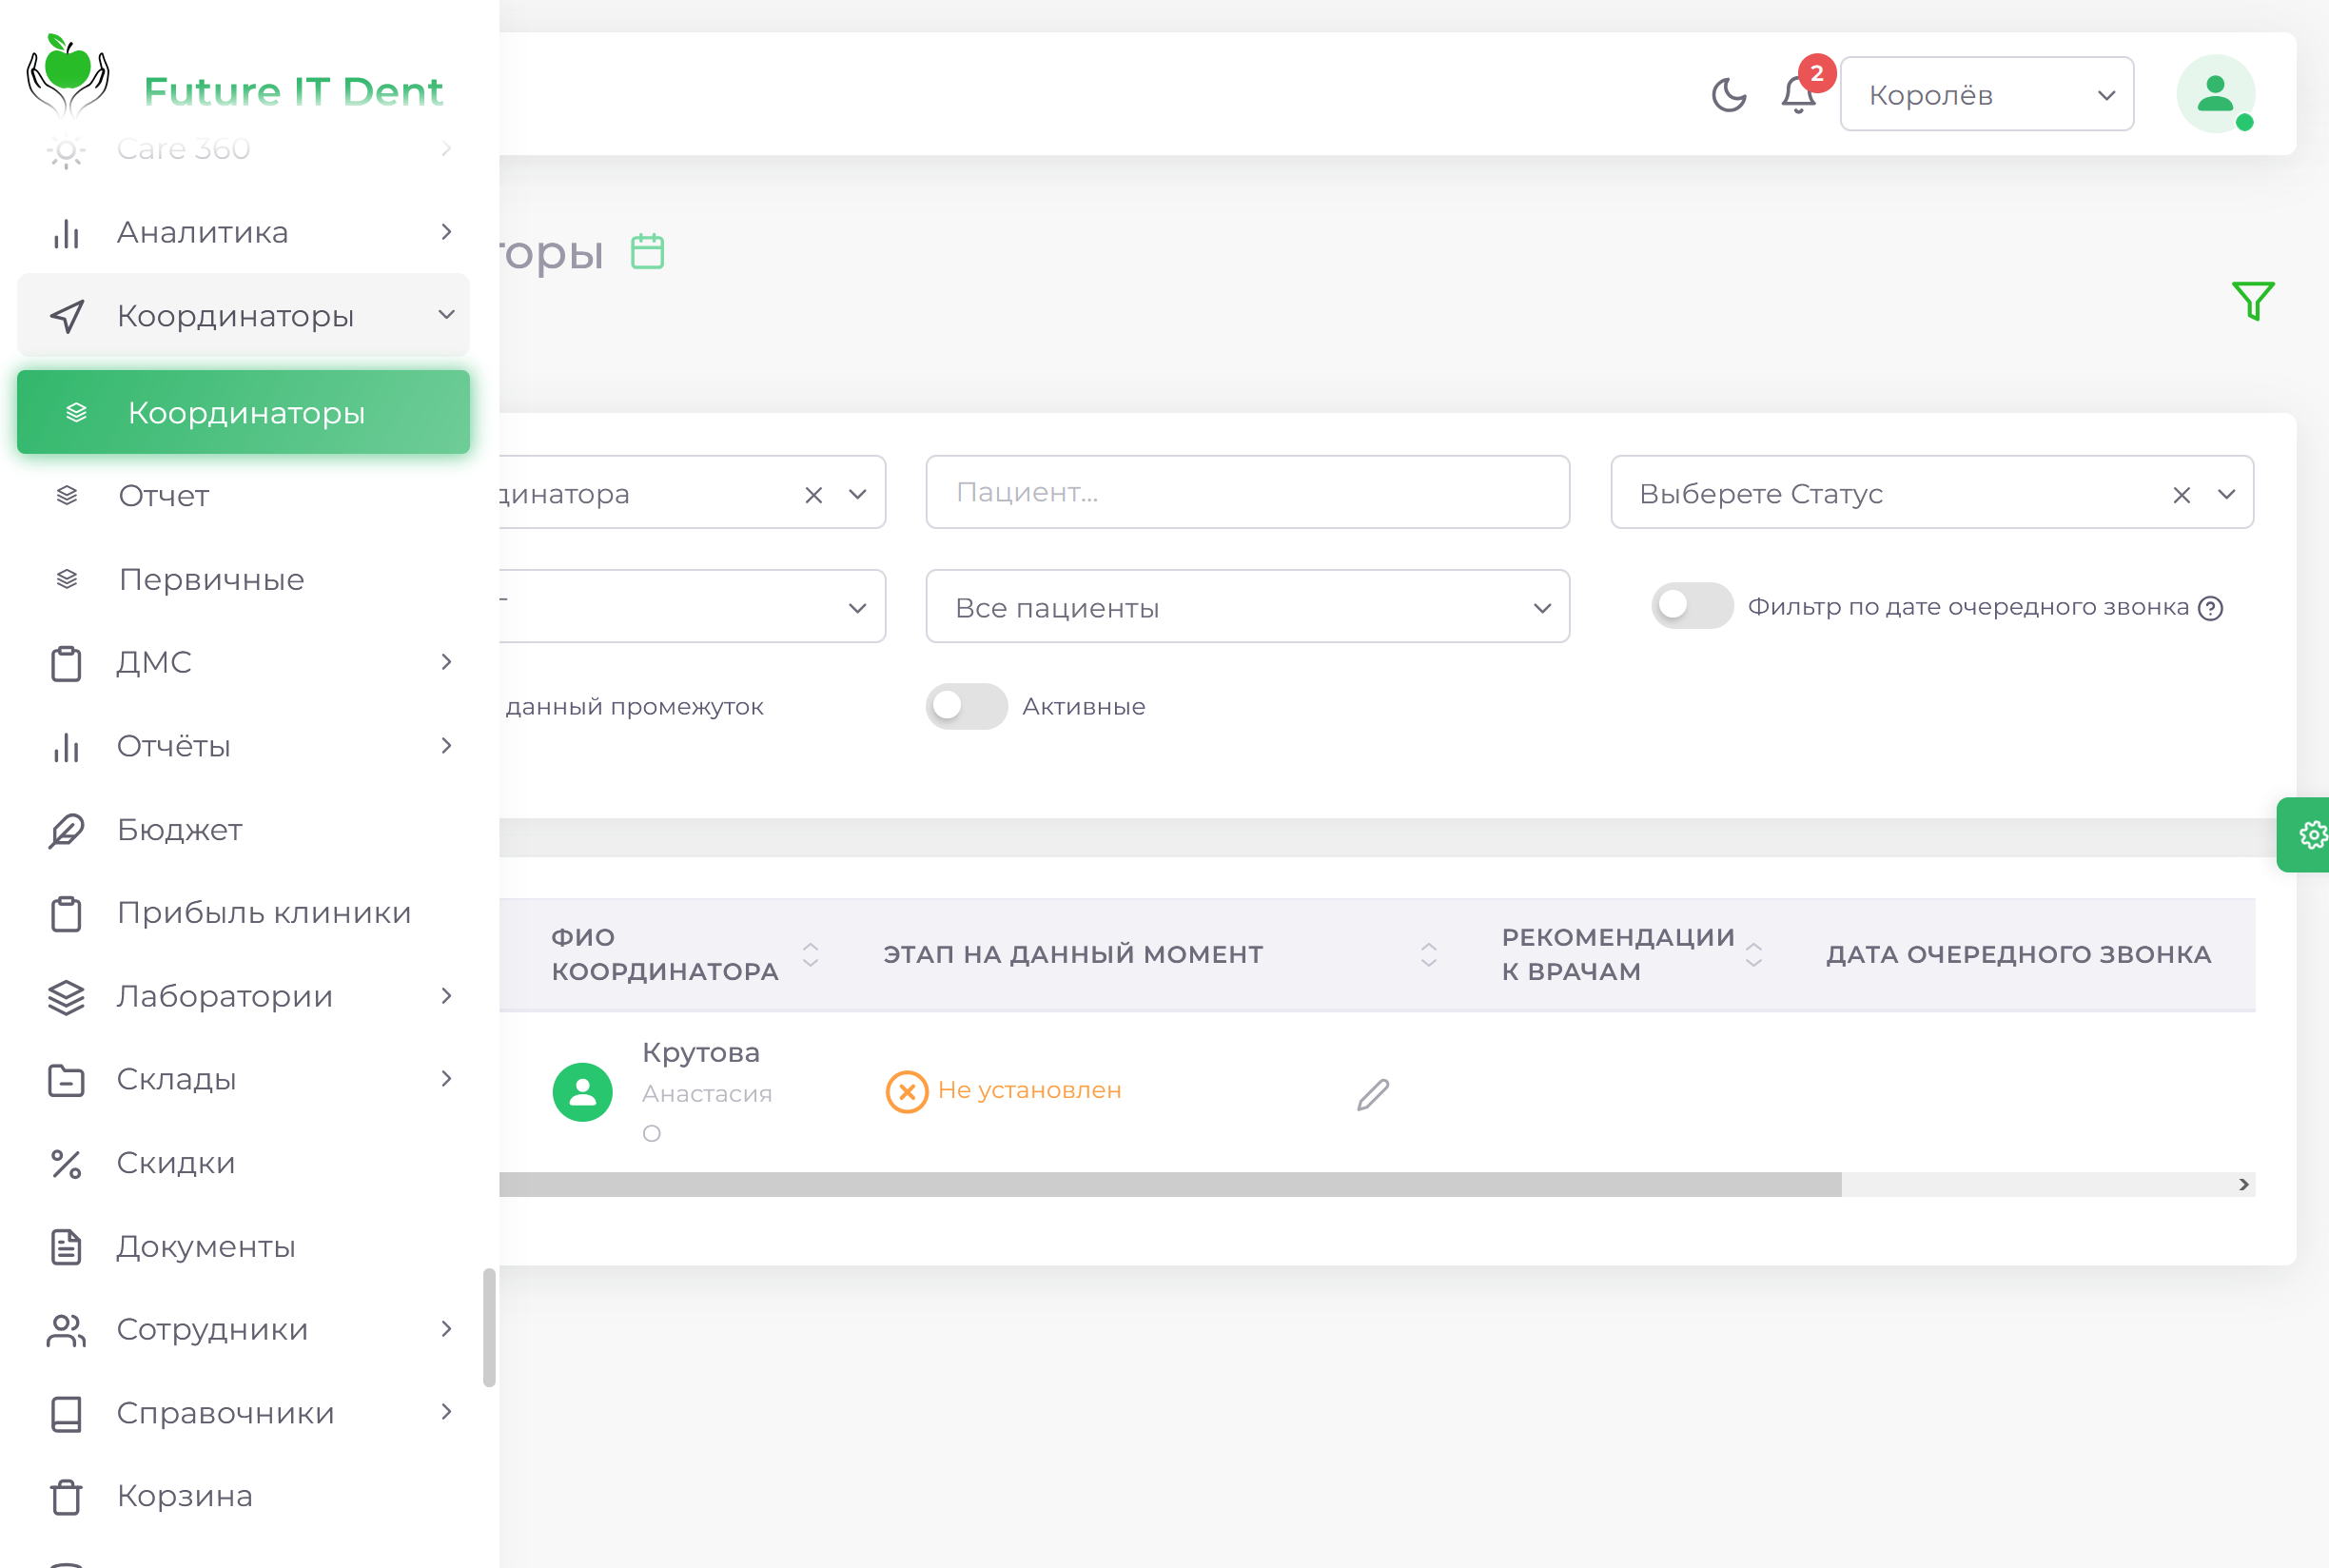 Future IT Dent
Care 360
Аналитика
Координаторы
Координаторы
Отчет
Первичные
ДМС
Отчёты
Бюджет
Прибыль клиники
Лаборатории
Склады
Скидки
Документы
Сотрудники
Справочники
Корзина
2
Королёв
торы
динатора
Пациент...
Выберете Статус
Все пациенты
Фильтр по дате очередного звонка
данный промежуток
Активные
ФИО
КООРДИНАТОРА
ЭТАП НА ДАННЫЙ МОМЕНТ
РЕКОМЕНДАЦИИ
К ВРАЧАМ
ДАТА ОЧЕРЕДНОГО ЗВОНКА
Крутова
Анастасия
О
Не установлен